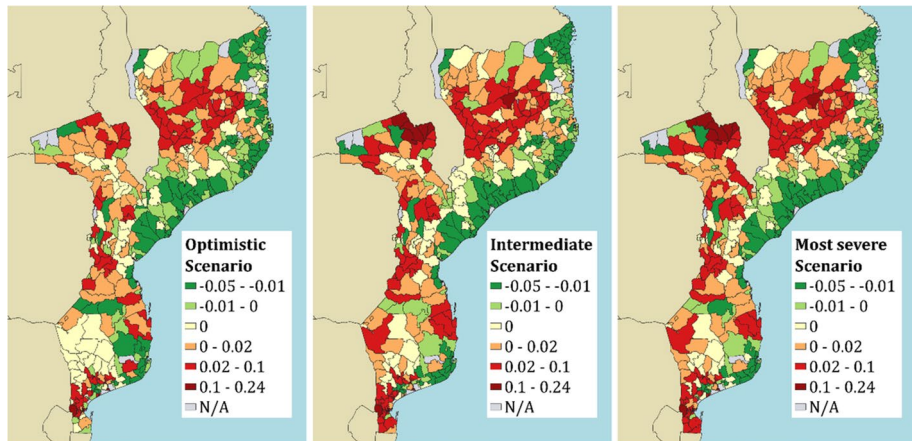 Optimistic
Scenario
-0.05 - -0.01
-0.01 - 0
0
0 - 0.02
0.02 - 0.1
0.1 - 0.24
N/A
Intermediate
Scenario
-0.05 - -0.01
-0.01 - 0
0
0 - 0.02
0.02 - 0.1
0.1 - 0.24
N/A
Most severe
Scenario
-0.05 - -0.01
-0.01 - 0
0
0 - 0.02
0.02 - 0.1
0.1 - 0.24
N/A